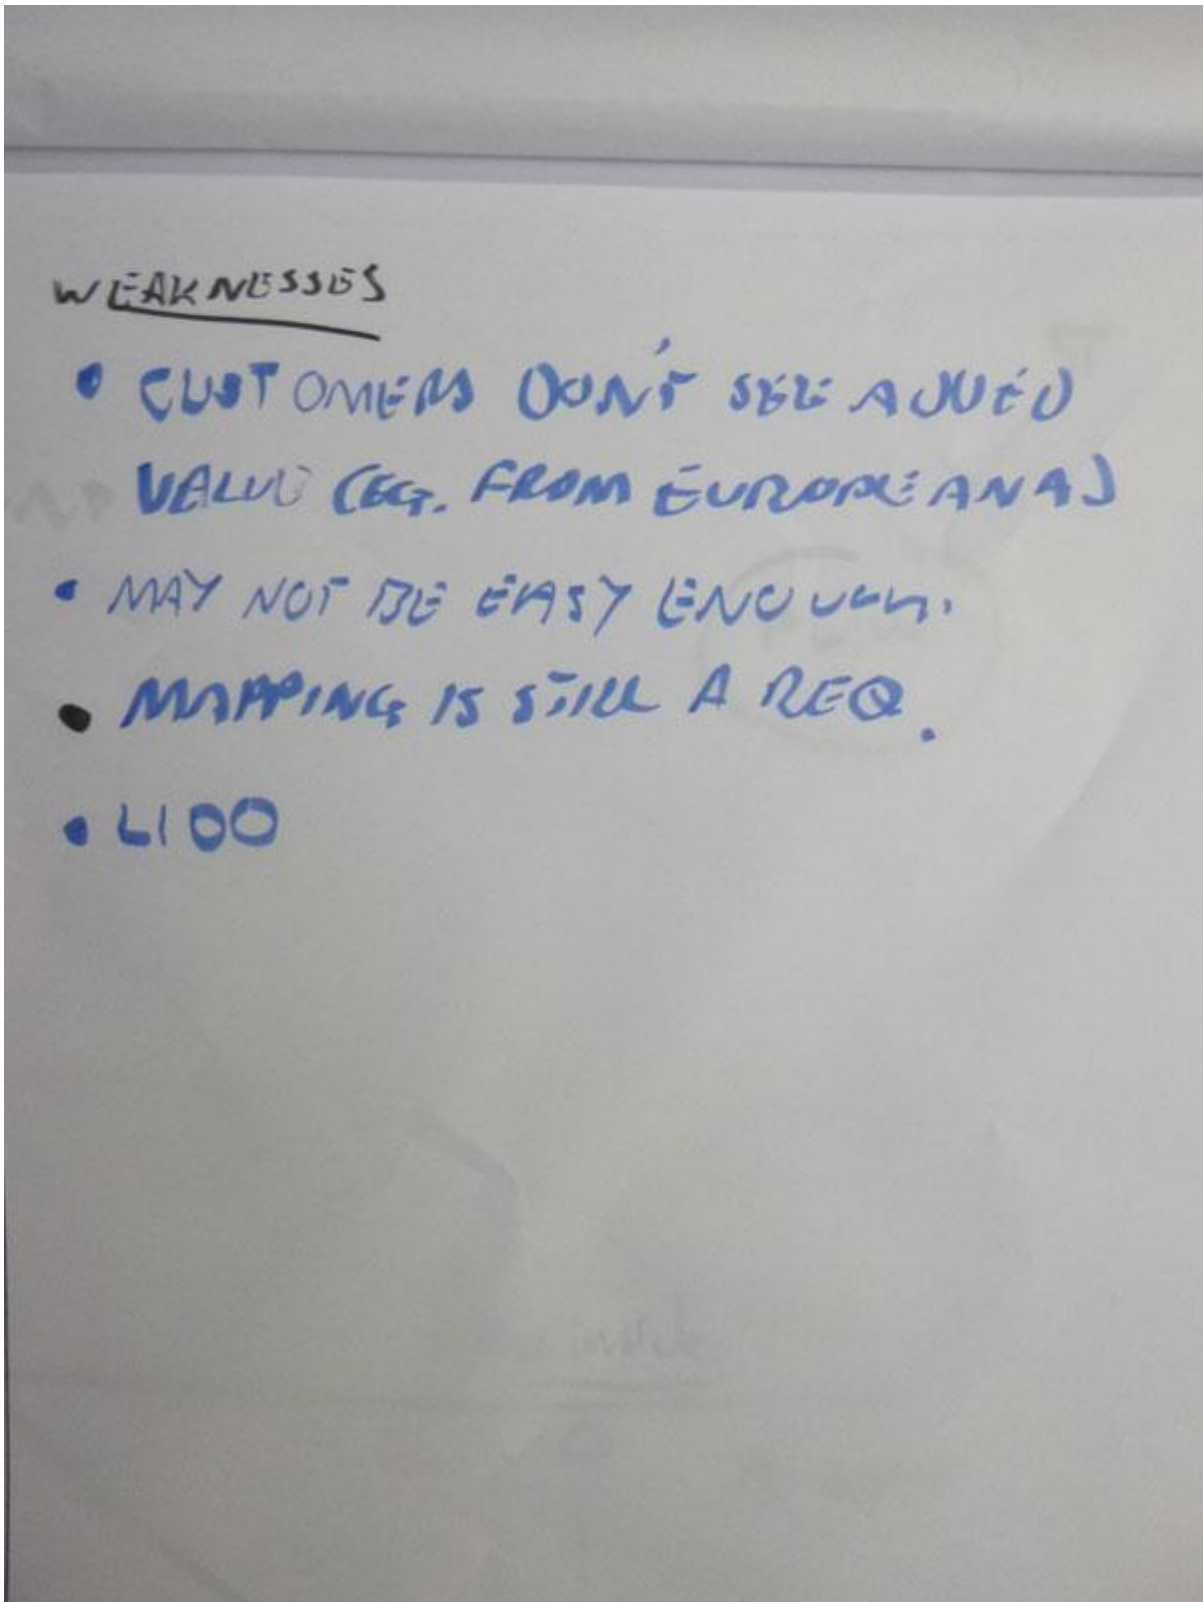 WEAKNESSES
• CUSTOMERS DON'T SEE ADDED
VALUE (EG. FROM EUROPEANA)
• MAY NOT BE EASY ENOUGH.
• MAPPING IS STILL A REQ.
• LIDO